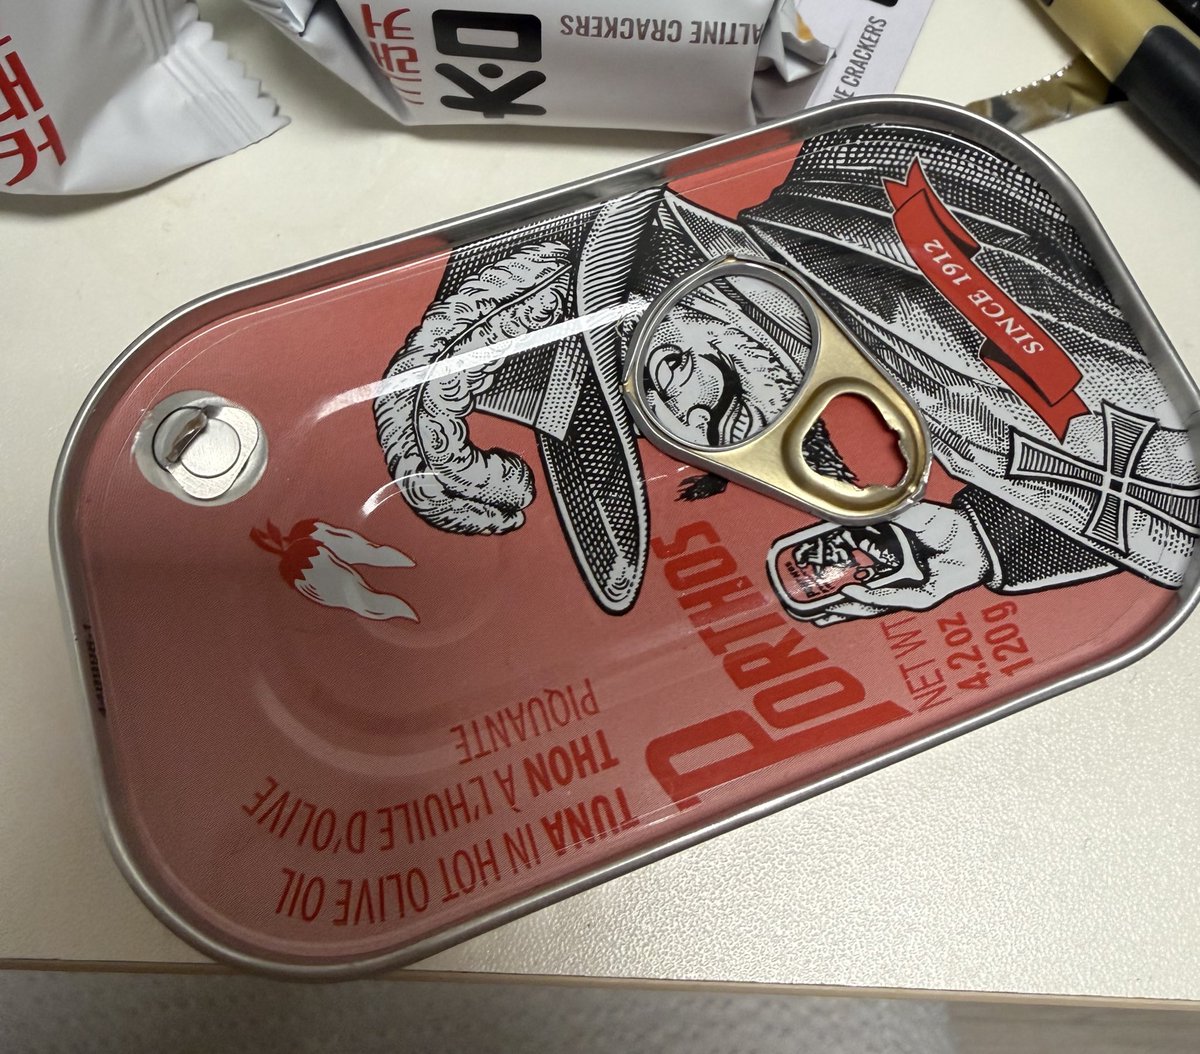 PORTHOS
TUNA IN HOT OLIVE OIL
THON À L'HUILE D'OLIVE
PIQUANTE
NET WT
4.2oz
120g
SINCE 1912
K·O
ALTINE CRACKERS
NE CRACKERS